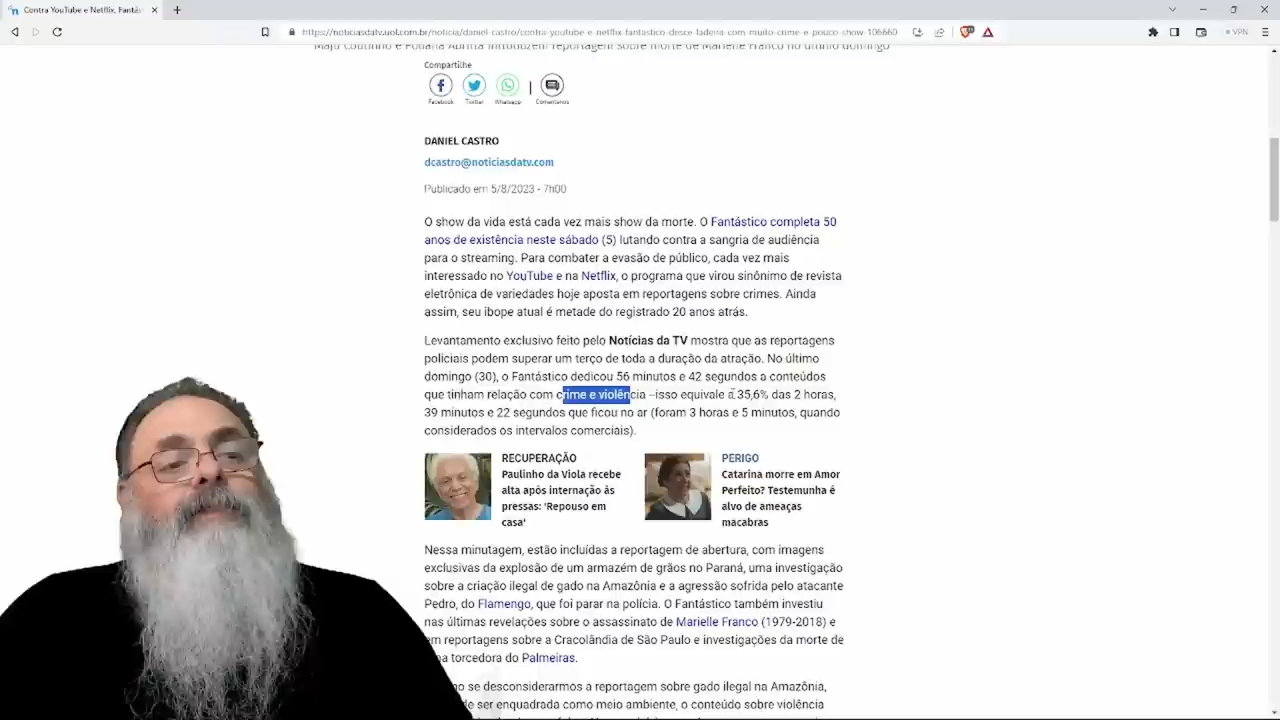 Contra YouTube e Netflix, Fantás
https://noticiasdatv.uol.com.br/noticia/daniel-castro/contra-youtube-e-netflix-fantastico-desce-ladeira-com-muito-crime-e-pouco-show-106660
VPN
Maju Coutinho e Poliana Abritta introduzem reportagem sobre morte de Marielle Franco no último domingo
Compartilhe
Facebook
Twitter
Whatsapp
Comentários
DANIEL CASTRO
dcastro@noticiasdatv.com
Publicado em 5/8/2023 - 7h00
O show da vida está cada vez mais show da morte. O Fantástico completa 50
anos de existência neste sábado (5) lutando contra a sangria de audiência
para o streaming. Para combater a evasão de público, cada vez mais
interessado no YouTube e na Netflix, o programa que virou sinônimo de revista
eletrônica de variedades hoje aposta em reportagens sobre crimes. Ainda
assim, seu ibope atual é metade do registrado 20 anos atrás.
Levantamento exclusivo feito pelo Notícias da TV mostra que as reportagens
policiais podem superar um terço de toda a duração da atração. No último
domingo (30), o Fantástico dedicou 56 minutos e 42 segundos a conteúdos
que tinham relação com crime e violência --isso equivale a 35,6% das 2 horas,
39 minutos e 22 segundos que ficou no ar (foram 3 horas e 5 minutos, quando
considerados os intervalos comerciais).
RECUPERAÇÃO
Paulinho da Viola recebe
alta após internação às
pressas: 'Repouso em
casa'
PERIGO
Catarina morre em Amor
Perfeito? Testemunha é
alvo de ameaças
macabras
Nessa minutagem, estão incluídas a reportagem de abertura, com imagens
exclusivas da explosão de um armazém de grãos no Paraná, uma investigação
sobre a criação ilegal de gado na Amazônia e a agressão sofrida pelo atacante
Pedro, do Flamengo, que foi parar na polícia. O Fantástico também investiu
nas últimas revelações sobre o assassinato de Marielle Franco (1979-2018) e
em reportagens sobre a Cracolândia de São Paulo e investigações da morte de
torcedora do Palmeiras.
se desconsiderarmos a reportagem sobre gado ilegal na Amazônia,
ser enquadrada como meio ambiente, o conteúdo sobre violência